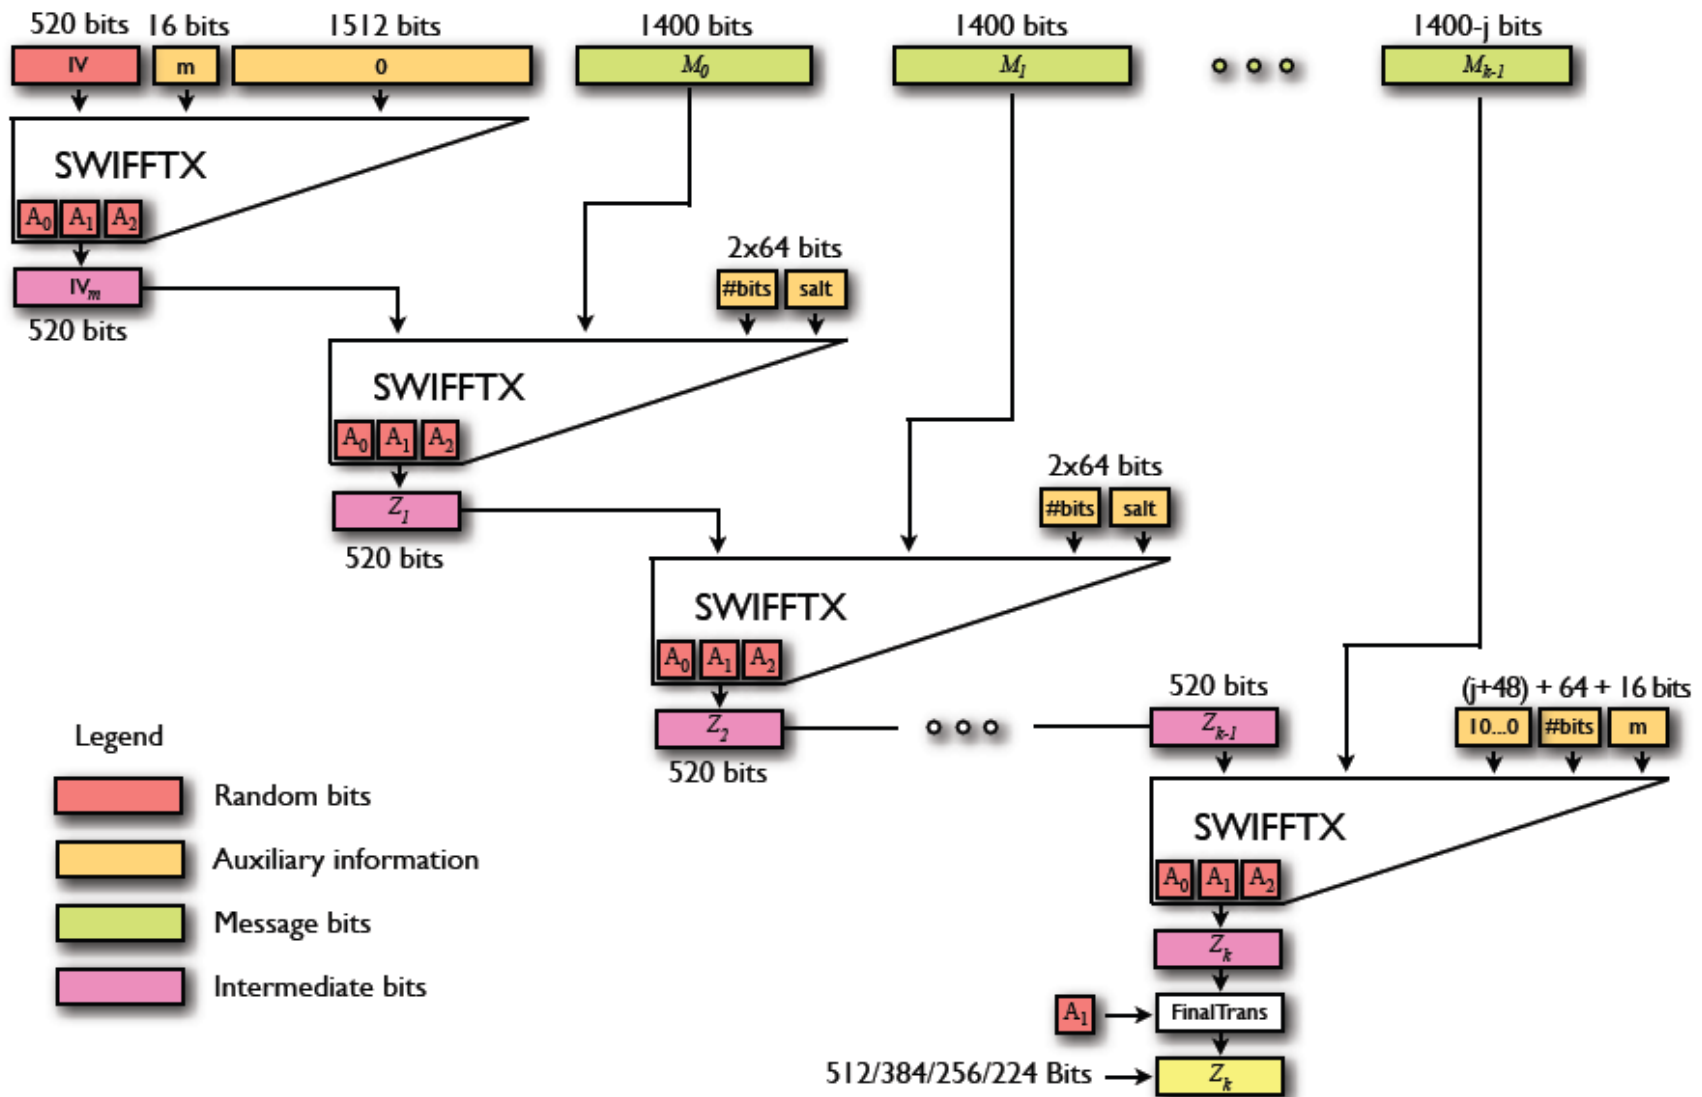 520 bits 16 bits 1512 bits 1400 bits 1400 bits 1400-j bits
IV m 0 M0 M1 Mk-1
SWIFFTX
A0 A1 A2
2x64 bits
IVm #bits salt
520 bits
SWIFFTX
A0 A1 A2
2x64 bits
Z1 #bits salt
520 bits
SWIFFTX
A0 A1 A2
520 bits (j+48) + 64 + 16 bits
Z2 Zk-1 10...0 #bits m
520 bits
Legend
Random bits
SWIFFTX
Auxiliary information
A0 A1 A2
Message bits
Zk
Intermediate bits
A1 FinalTrans
512/384/256/224 Bits Zk